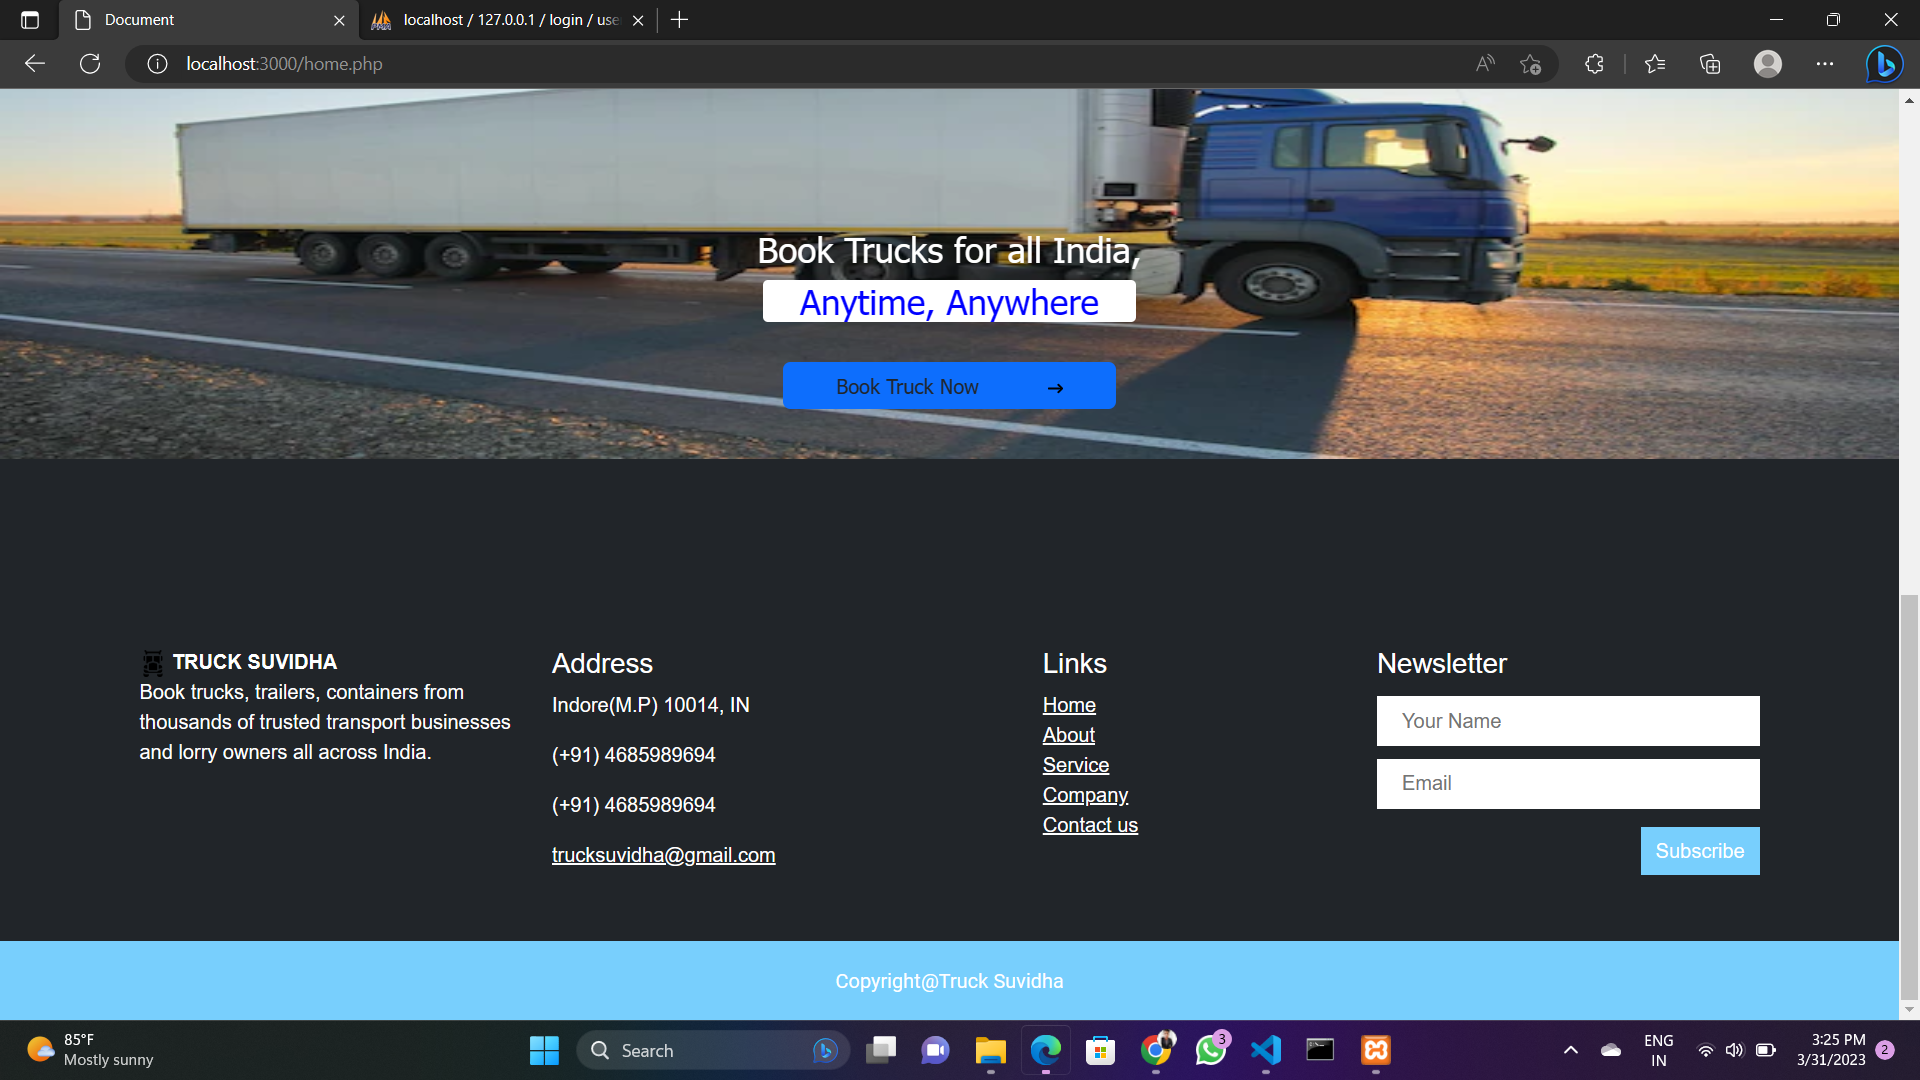 Document
localhost / 127.0.0.1 / login / use
localhost:3000/home.php
Book Trucks for all India,
Anytime, Anywhere
Book Truck Now →
TRUCK SUVIDHA
Book trucks, trailers, containers from
thousands of trusted transport businesses
and lorry owners all across India.
Address
Indore(M.P) 10014, IN
(+91) 4685989694
(+91) 4685989694
trucksuvidha@gmail.com
Links
Home
About
Service
Company
Contact us
Newsletter
Your Name
Email
Subscribe
Copyright@Truck Suvidha
85°F
Mostly sunny
Search
3
ENG
IN
3:25 PM
3/31/2023
2